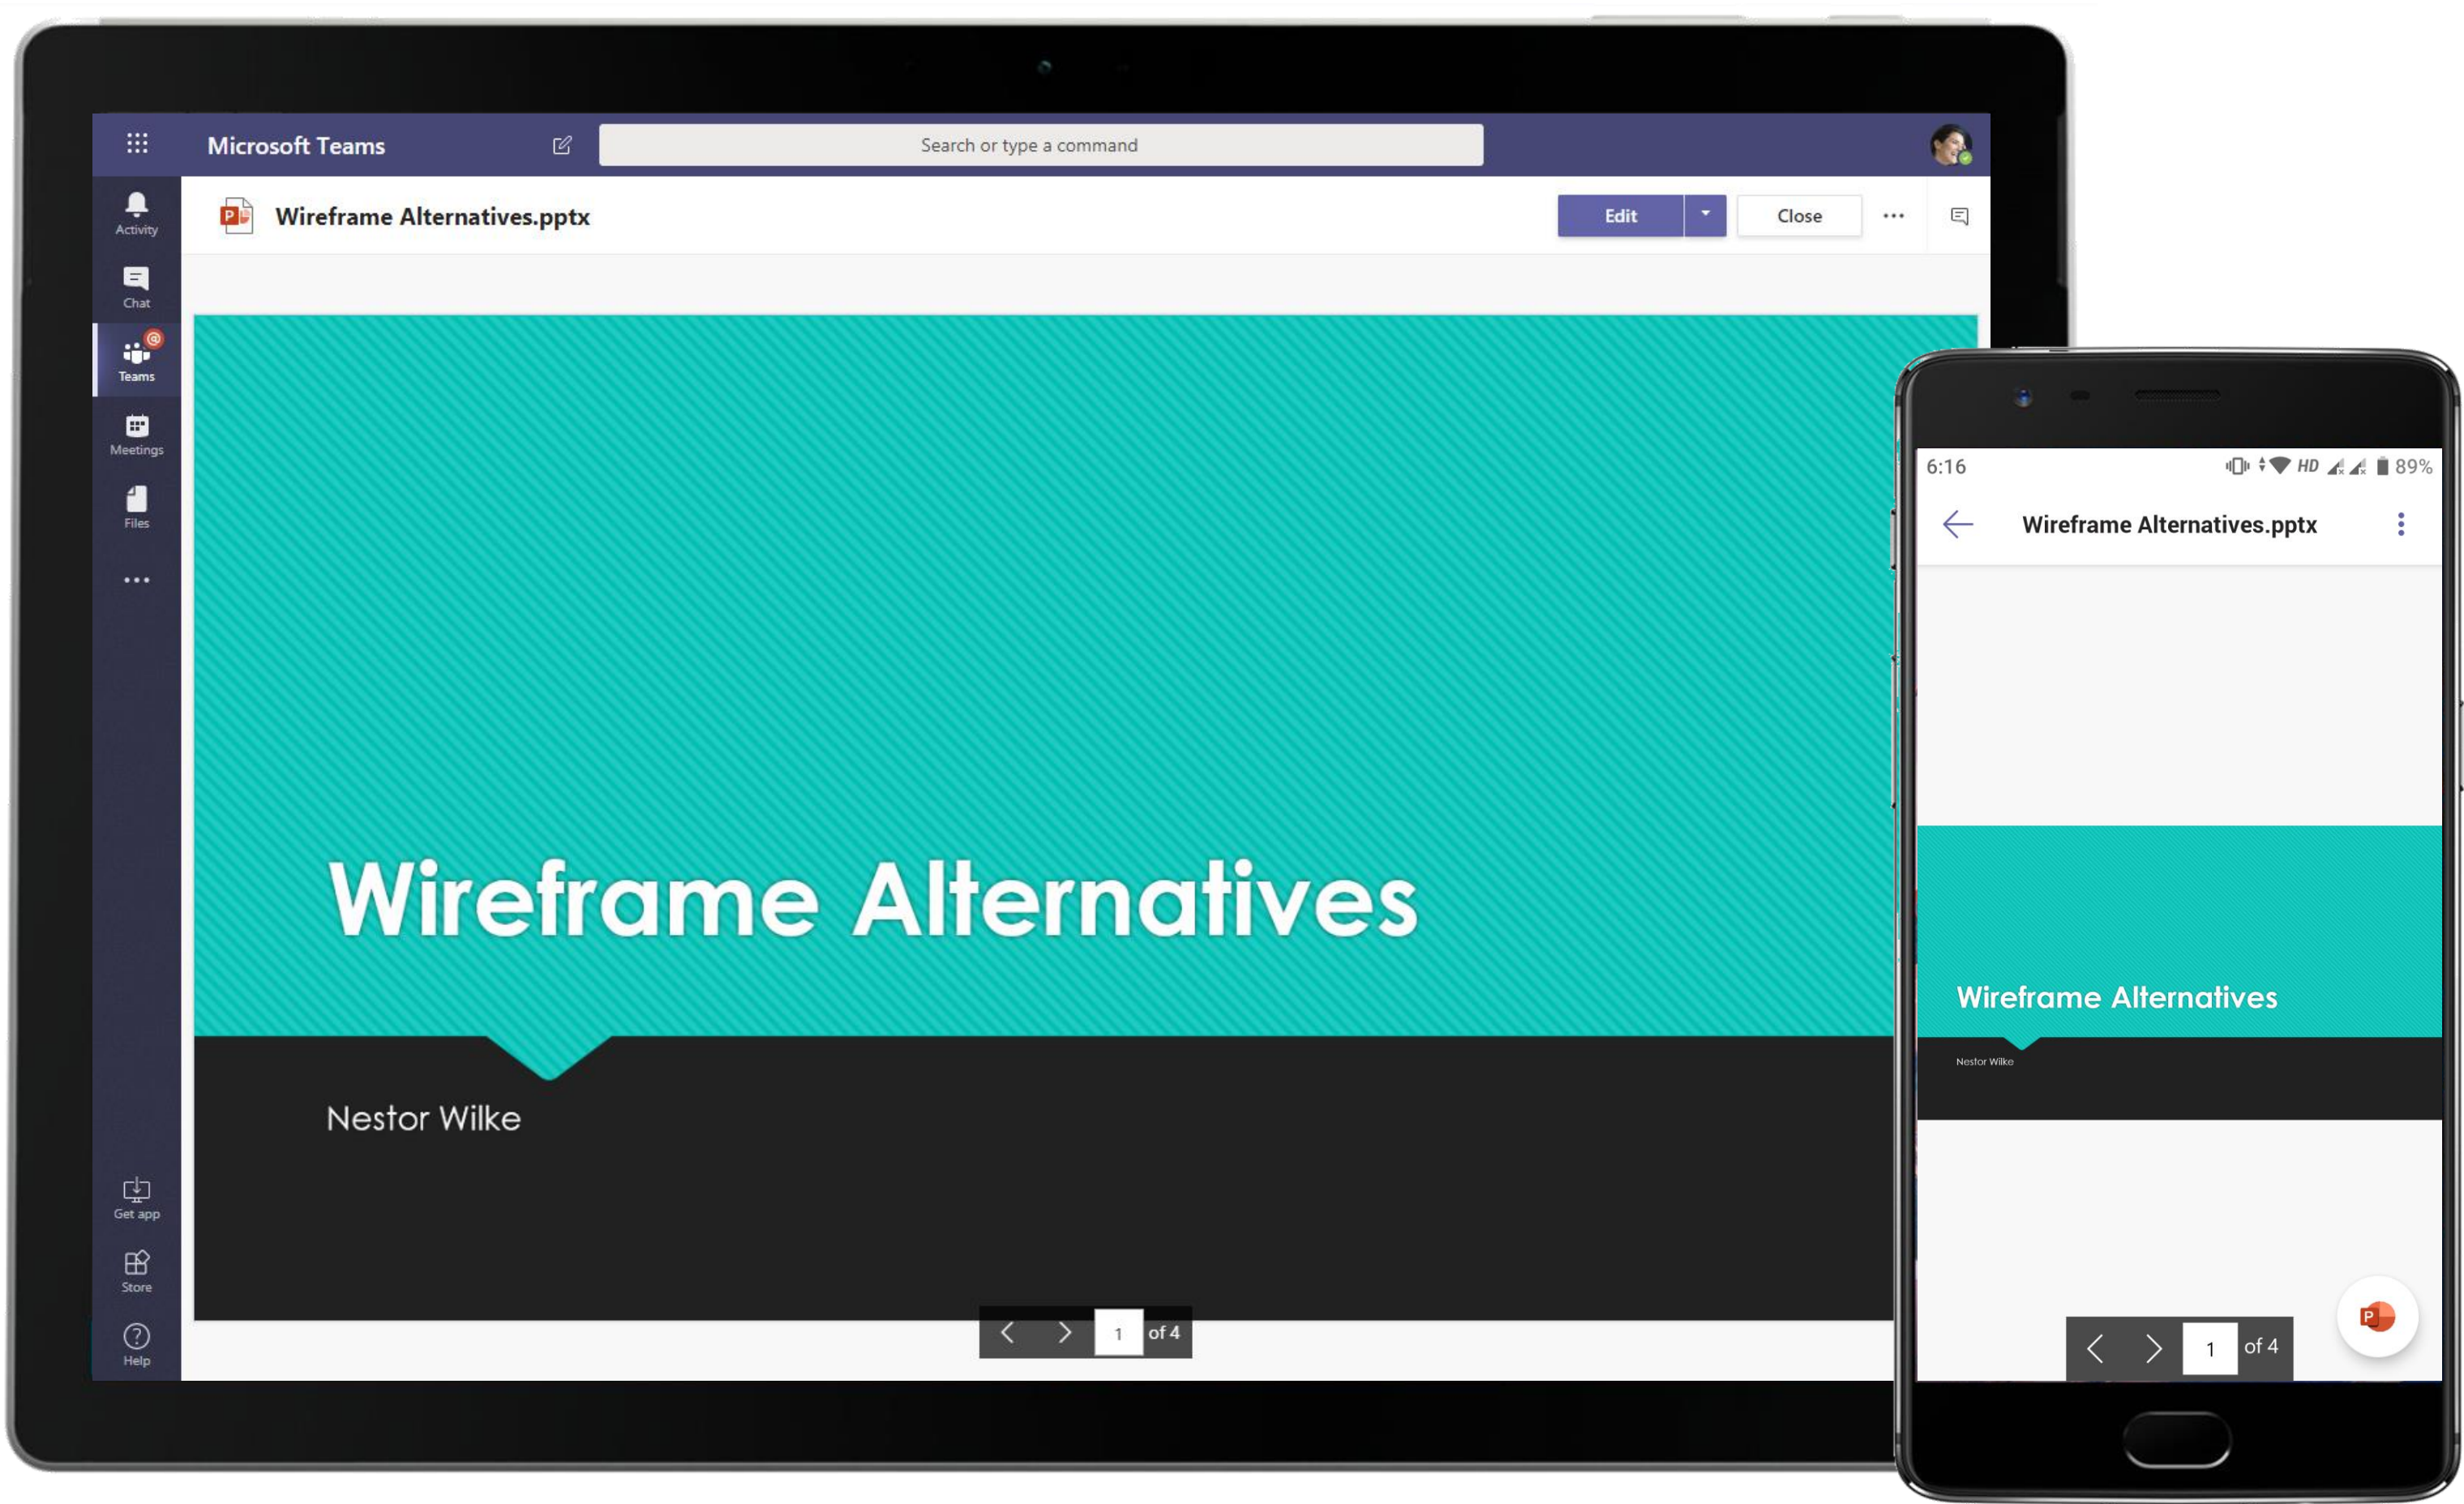 Microsoft Teams
Search or type a command
Activity
Chat
Teams
Meetings
Files
Get app
Store
Help
P
Wireframe Alternatives.pptx
Edit
Close
Wireframe Alternatives
Nestor Wilke
1 of 4
6:16
HD
89%
Wireframe Alternatives.pptx
Wireframe Alternatives
Nestor Wilke
P
1 of 4